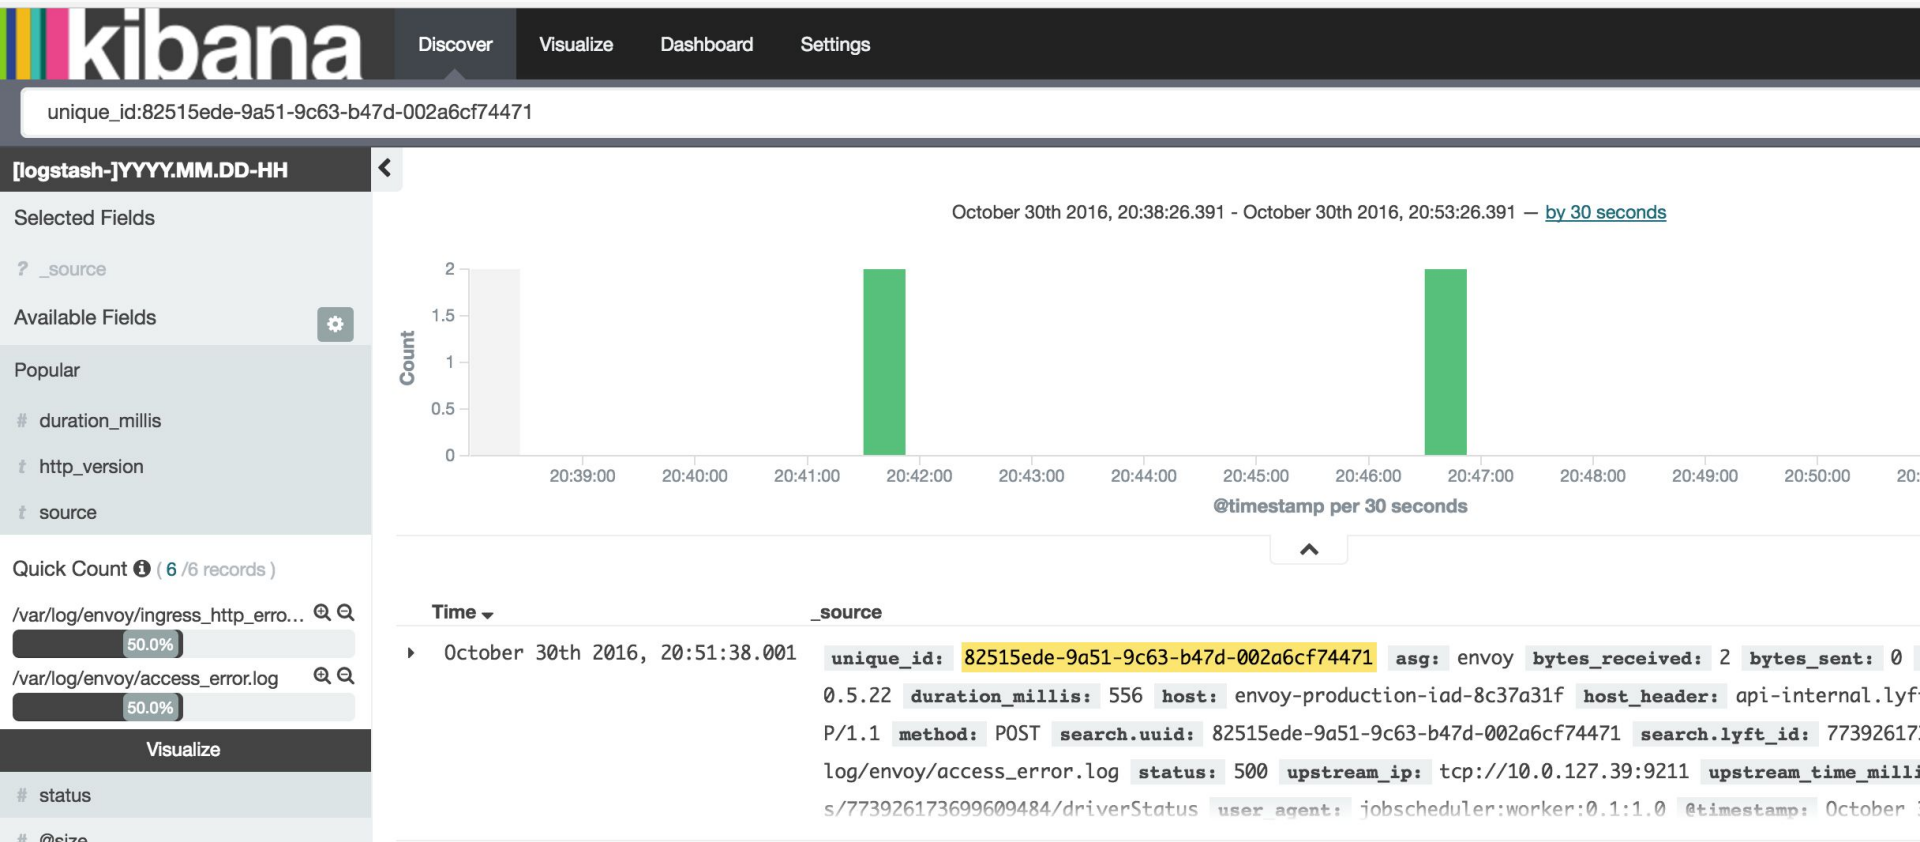 kibana
Discover Visualize Dashboard Settings
unique_id:82515ede-9a51-9c63-b47d-002a6cf74471
[logstash-]YYYY.MM.DD-HH
Selected Fields
? _source
Available Fields
Popular
# duration_millis
t http_version
t source
Quick Count ( 6 /6 records )
/var/log/envoy/ingress_http_erro...
50.0%
/var/log/envoy/access_error.log
50.0%
Visualize
# status
# @size
October 30th 2016, 20:38:26.391 - October 30th 2016, 20:53:26.391 — by 30 seconds
Count
2
1.5
1
0.5
0
20:39:00 20:40:00 20:41:00 20:42:00 20:43:00 20:44:00 20:45:00 20:46:00 20:47:00 20:48:00 20:49:00 20:50:00 20:
@timestamp per 30 seconds
Time _source
October 30th 2016, 20:51:38.001 unique_id: 82515ede-9a51-9c63-b47d-002a6cf74471 asg: envoy bytes_received: 2 bytes_sent: 0
0.5.22 duration_millis: 556 host: envoy-production-iad-8c37a31f host_header: api-internal.lyf
P/1.1 method: POST search.uuid: 82515ede-9a51-9c63-b47d-002a6cf74471 search.lyft_id: 77392617
log/envoy/access_error.log status: 500 upstream_ip: tcp://10.0.127.39:9211 upstream_time_milli
s/773926173699609484/driverStatus user_agent: jobscheduler:worker:0.1:1.0 @timestamp: October